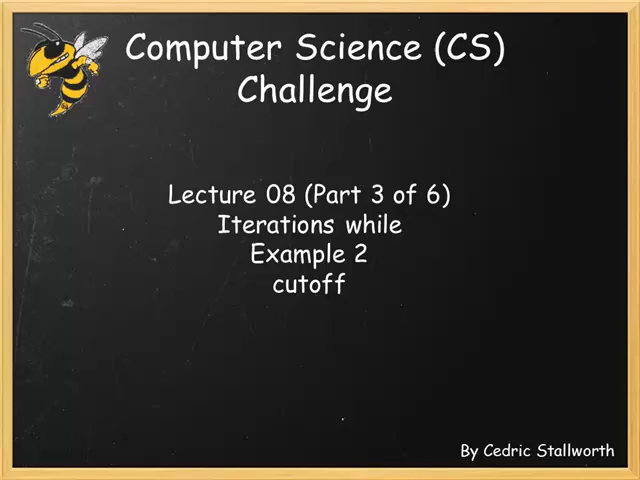 Computer Science (CS)
Challenge
Lecture 08 (Part 3 of 6)
Iterations while
Example 2
cutoff
By Cedric Stallworth